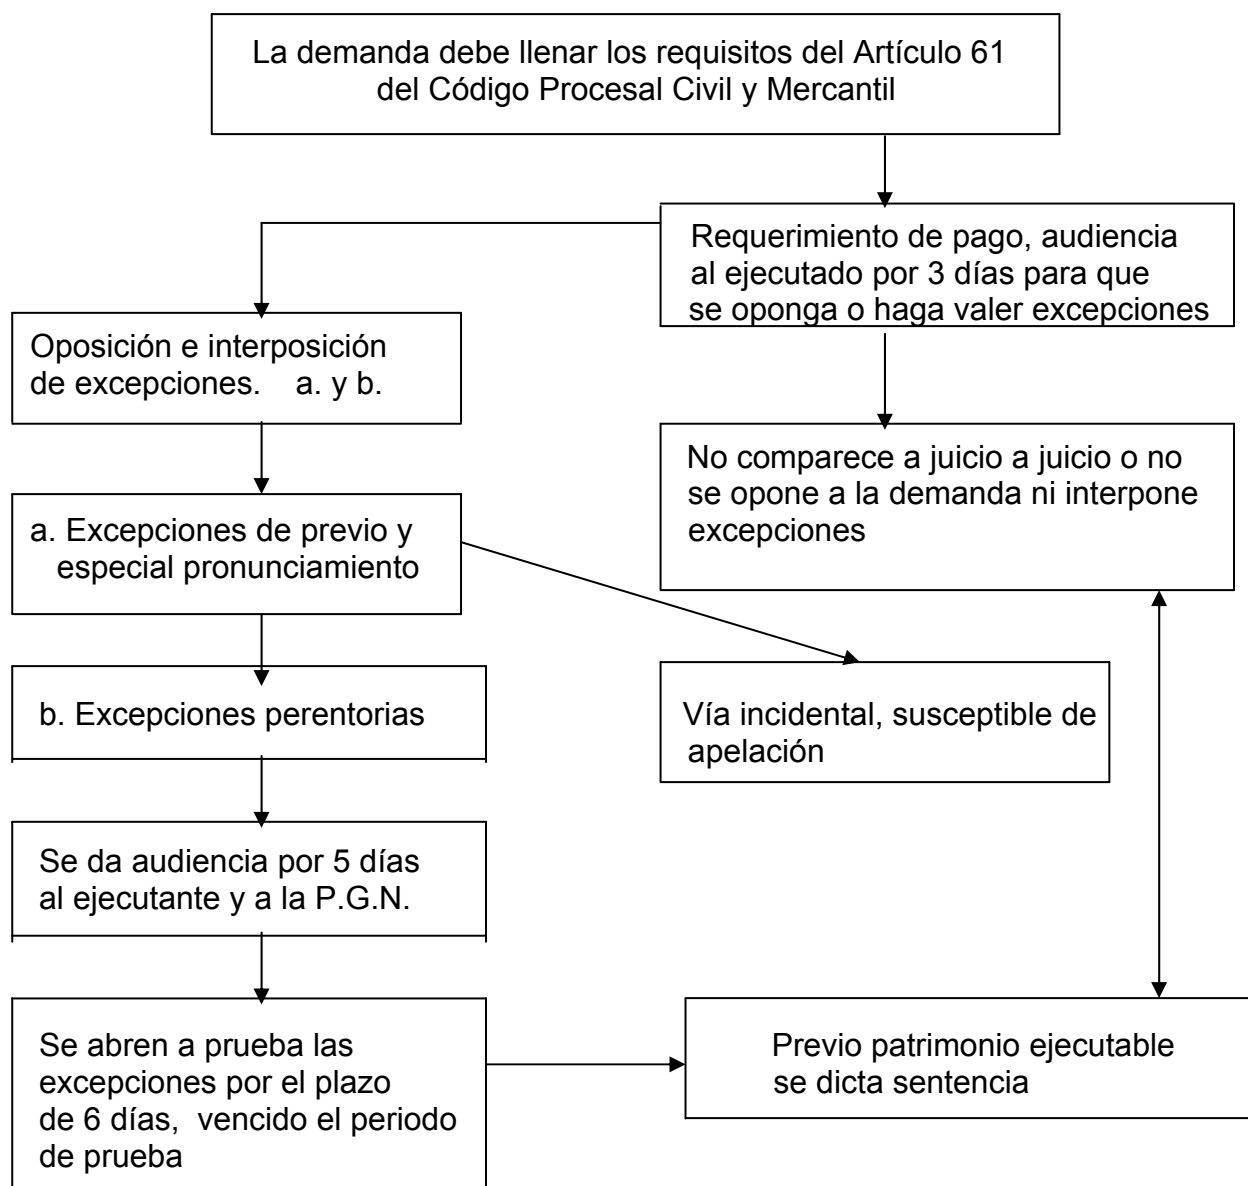 La demanda debe llenar los requisitos del Artículo 61
del Código Procesal Civil y Mercantil
Requerimiento de pago, audiencia
al ejecutado por 3 días para que
se oponga o haga valer excepciones
Oposición e interposición
de excepciones. a. y b.
No comparece a juicio a juicio o no
se opone a la demanda ni interpone
excepciones
a. Excepciones de previo y
especial pronunciamiento
b. Excepciones perentorias
Vía incidental, susceptible de
apelación
Se da audiencia por 5 días
al ejecutante y a la P.G.N.
Se abren a prueba las
excepciones por el plazo
de 6 días, vencido el periodo
de prueba
Previo patrimonio ejecutable
se dicta sentencia